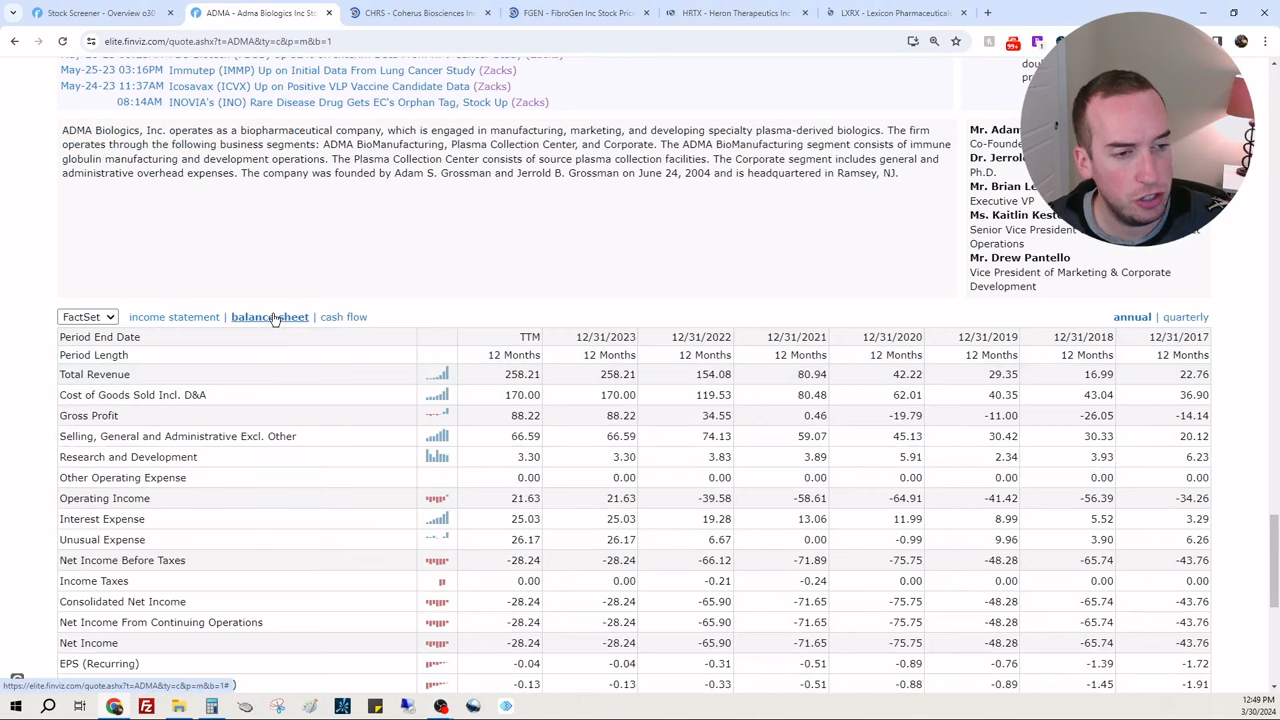 Stock Screener - Overview o30
ADMA - Adma Biologics Inc St
CHRS - Coherus Biosciences In
FGEN - FibroGen Inc Stock Pric
HRTX - Heron Therapeutics Inc
LXRX - Lexicon Pharmaceuticals
elite.finviz.com/quote.ashx?t=ADMA&ty=c&p=m&b=1
99+
May-25-23 03:16PM Immutep (IMMP) Up on Initial Data From Lung Cancer Study (Zacks)
May-24-23 11:37AM Icosavax (ICVX) Up on Positive VLP Vaccine Candidate Data (Zacks)
08:14AM INOVIA's (INO) Rare Disease Drug Gets EC's Orphan Tag, Stock Up (Zacks)
ADMA Biologics, Inc. operates as a biopharmaceutical company, which is engaged in manufacturing, marketing, and developing specialty plasma-derived biologics. The firm
operates through the following business segments: ADMA BioManufacturing, Plasma Collection Center, and Corporate. The ADMA BioManufacturing segment consists of immune
globulin manufacturing and development operations. The Plasma Collection Center consists of source plasma collection facilities. The Corporate segment includes general and
administrative overhead expenses. The company was founded by Adam S. Grossman and Jerrold B. Grossman on June 24, 2004 and is headquartered in Ramsey, NJ.
Mr. Adam
Co-Founde
Dr. Jerrol
Ph.D.
Mr. Brian Le
Executive VP
Ms. Kaitlin Keste
Senior Vice President
Operations
Mr. Drew Pantello
Vice President of Marketing & Corporate
Development
FactSet income statement | balance sheet | cash flow annual | quarterly
Period End Date TTM 12/31/2023 12/31/2022 12/31/2021 12/31/2020 12/31/2019 12/31/2018 12/31/2017
Period Length 12 Months 12 Months 12 Months 12 Months 12 Months 12 Months 12 Months 12 Months
Total Revenue 258.21 258.21 154.08 80.94 42.22 29.35 16.99 22.76
Cost of Goods Sold Incl. D&A 170.00 170.00 119.53 80.48 62.01 40.35 43.04 36.90
Gross Profit 88.22 88.22 34.55 0.46 -19.79 -11.00 -26.05 -14.14
Selling, General and Administrative Excl. Other 66.59 66.59 74.13 59.07 45.13 30.42 30.33 20.12
Research and Development 3.30 3.30 3.83 3.89 5.91 2.34 3.93 6.23
Other Operating Expense 0.00 0.00 0.00 0.00 0.00 0.00 0.00 0.00
Operating Income 21.63 21.63 -39.58 -58.61 -64.91 -41.42 -56.39 -34.26
Interest Expense 25.03 25.03 19.28 13.06 11.99 8.99 5.52 3.29
Unusual Expense 26.17 26.17 6.67 0.00 -0.99 9.96 3.90 6.26
Net Income Before Taxes -28.24 -28.24 -66.12 -71.89 -75.75 -48.28 -65.74 -43.76
Income Taxes 0.00 0.00 -0.21 -0.24 0.00 0.00 0.00 0.00
Consolidated Net Income -28.24 -28.24 -65.90 -71.65 -75.75 -48.28 -65.74 -43.76
Net Income From Continuing Operations -28.24 -28.24 -65.90 -71.65 -75.75 -48.28 -65.74 -43.76
Net Income -28.24 -28.24 -65.90 -71.65 -75.75 -48.28 -65.74 -43.76
EPS (Recurring) -0.04 -0.04 -0.31 -0.51 -0.89 -0.76 -1.39 -1.72
-0.13 -0.13 -0.33 -0.51 -0.88 -0.89 -1.45 -1.91
https://elite.finviz.com/quote.ashx?t=ADMA&ty=c&p=m&b=1#
12:49 PM
3/30/2024